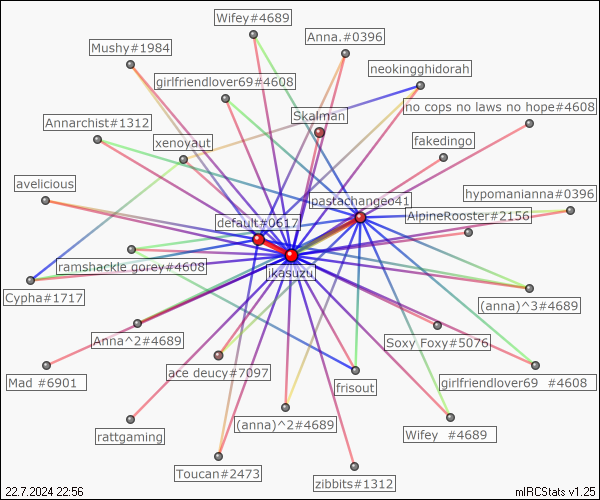 Wifey#4689
Anna.#0396
Mushy#1984
neokingghidorah
girlfriendlover69#4608
no cops no laws no hope#4608
Skalman
Annarchist#1312
fakedingo
xenoyaut
avelicious
hypomanianna#0396
pastachangeo41
AlpineRooster#2156
default#0617
ramshackle gorey#4608
jikasuzu
Cypha#1717
(anna)^3#4689
Anna^2#4689
Soxy Foxy#5076
ace deucy#7097
Mad #6901
frisout
girlfriendlover69 #4608
(anna)^2#4689
rattgaming
Wifey #4689
Toucan#2473
zibbits#1312
22.7.2024 22:56
mIRCStats v1.25